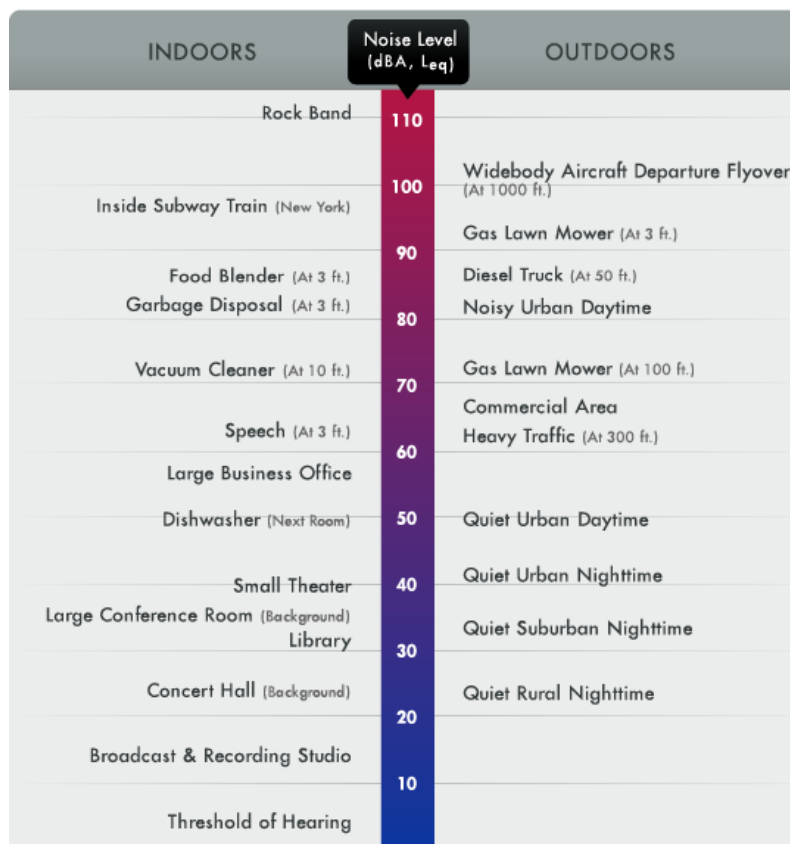 INDOORS
Noise Level
(dBA, Leq)
OUTDOORS
Rock Band
110
Widebody Aircraft Departure Flyover
(At 1000 ft.)
100
Inside Subway Train (New York)
Gas Lawn Mower (At 3 ft.)
90
Food Blender (At 3 ft.)
Diesel Truck (At 50 ft.)
Garbage Disposal (At 3 ft.)
Noisy Urban Daytime
80
Vacuum Cleaner (At 10 ft.)
Gas Lawn Mower (At 100 ft.)
70
Commercial Area
Speech (At 3 ft.)
Heavy Traffic (At 300 ft.)
60
Large Business Office
Dishwasher (Next Room)
50
Quiet Urban Daytime
Quiet Urban Nighttime
Small Theater
40
Large Conference Room (Background)
Quiet Suburban Nighttime
Library
30
Concert Hall (Background)
Quiet Rural Nighttime
20
Broadcast & Recording Studio
10
Threshold of Hearing